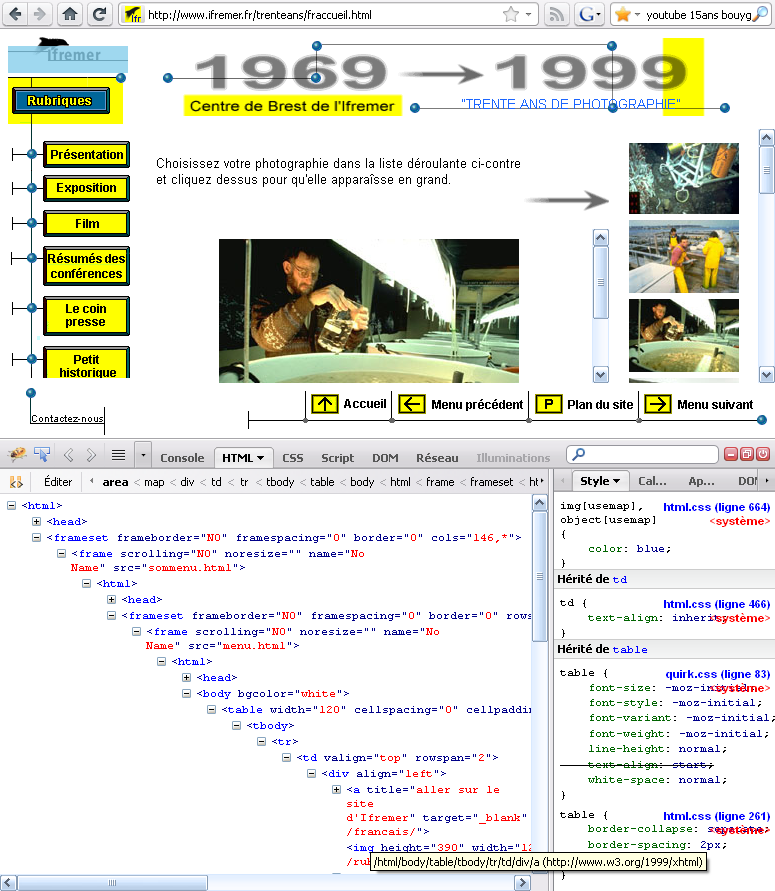 http://www.ifremer.fr/trenteans/fraccueil.html
G
youtube 15ans bouyg
Ifremer
1969 1999
Centre de Brest de l'Ifremer
"TRENTE ANS DE PHOTOGRAPHIE"
Rubriques
Présentation
Exposition
Film
Résumés des
conférences
Le coin
presse
Petit
historique
Contactez-nous
Choisissez votre photographie dans la liste déroulante ci-contre
et cliquez dessus pour qu'elle apparaîsse en grand.
Accueil
Menu précédent
P Plan du site
Menu suivant
Console HTML CSS Script DOM Réseau Illuminations
Éditer area < map < div < td < tr < tbody < table < body < html < frame < frameset < ht
Style Cal... Ap... DOM
<html>
<head>
<frameset frameborder="NO" framespacing="0" border="0" cols="146,*">
<frame scrolling="NO" noresize="" name="No
Name" src="sommenu.html">
<html>
<head>
<frameset frameborder="NO" framespacing="0" border="0" rows
<frame scrolling="NO" noresize="" name="No
Name" src="menu.html">
<html>
<head>
<body bgcolor="white">
<table width="120" cellspacing="0" cellpaddin
<tbody>
<tr>
<td valign="top" rowspan="2">
<div align="left">
<a title="aller sur le
site
d'Ifremer" target="_blank"
/francais/">
<img height="390" width="12
/rub
/html/body/table/tbody/tr/td/div/a (http://www.w3.org/1999/xhtml)
img[usemap], html.css (ligne 664)
object[usemap] <système>
{
color: blue;
}
Hérité de td
td { html.css (ligne 466)
text-align: inherit; <système>
}
Hérité de table
table { quirk.css (ligne 83)
font-size: -moz-initial; <système>
font-style: -moz-initial;
font-variant: -moz-initial;
font-weight: -moz-initial;
line-height: normal;
text-align: start;
white-space: normal;
}
table { html.css (ligne 261)
border-collapse: separate; <système>
border-spacing: 2px;